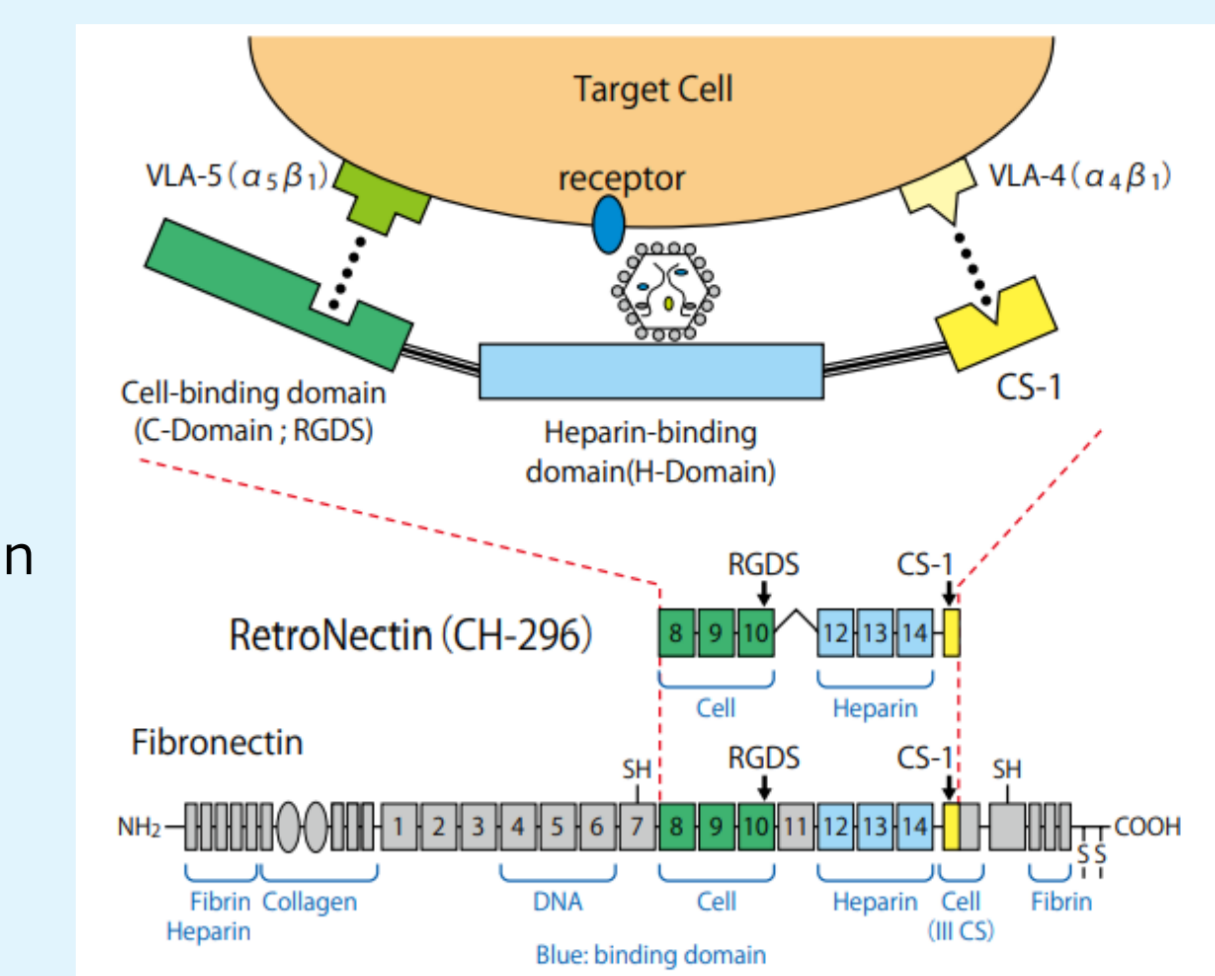 Target Cell
VLA-5(α5β1)
receptor
VLA-4(α4β1)
Cell-binding domain
(C-Domain ; RGDS)
CS-1
Heparin-binding
domain(H-Domain)
n
RGDS CS-1
RetroNectin(CH-296)
8 9 10 12 13 14
Cell Heparin
Fibronectin
SH RGDS CS-1 SH
NH2 1 2 3 4 5 6 7 8 9 10 11 12 13 14 COOH
S S
Fibrin Collagen DNA Cell Heparin Cell Fibrin
Heparin (III CS)
Blue: binding domain